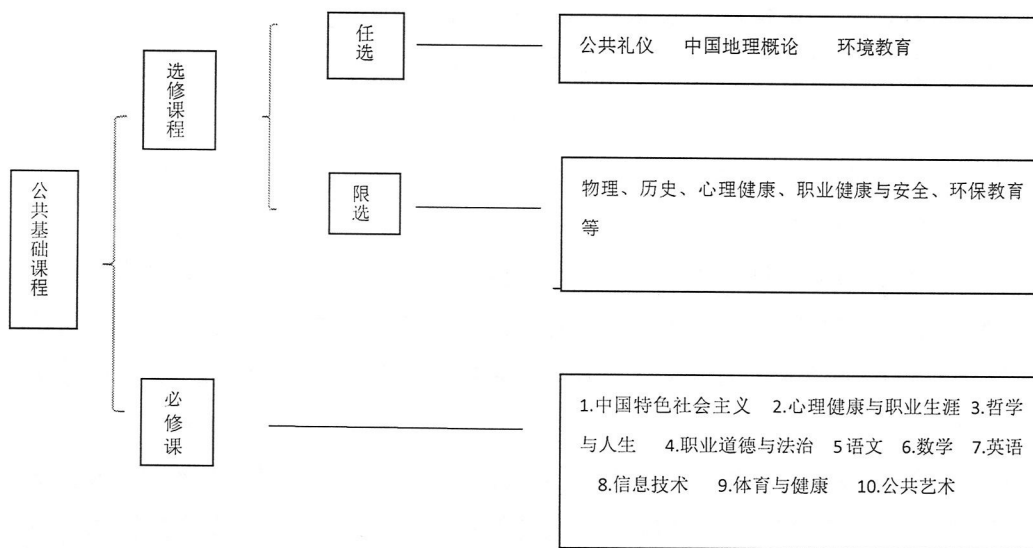 任选
公共礼仪 中国地理概论 环境教育
选修课程
限选
物理、历史、心理健康、职业健康与安全、环保教育
等
公共基础课程
必修课
1.中国特色社会主义 2.心理健康与职业生涯 3.哲学
与人生 4.职业道德与法治 5 语文 6.数学 7.英语
8.信息技术 9.体育与健康 10.公共艺术